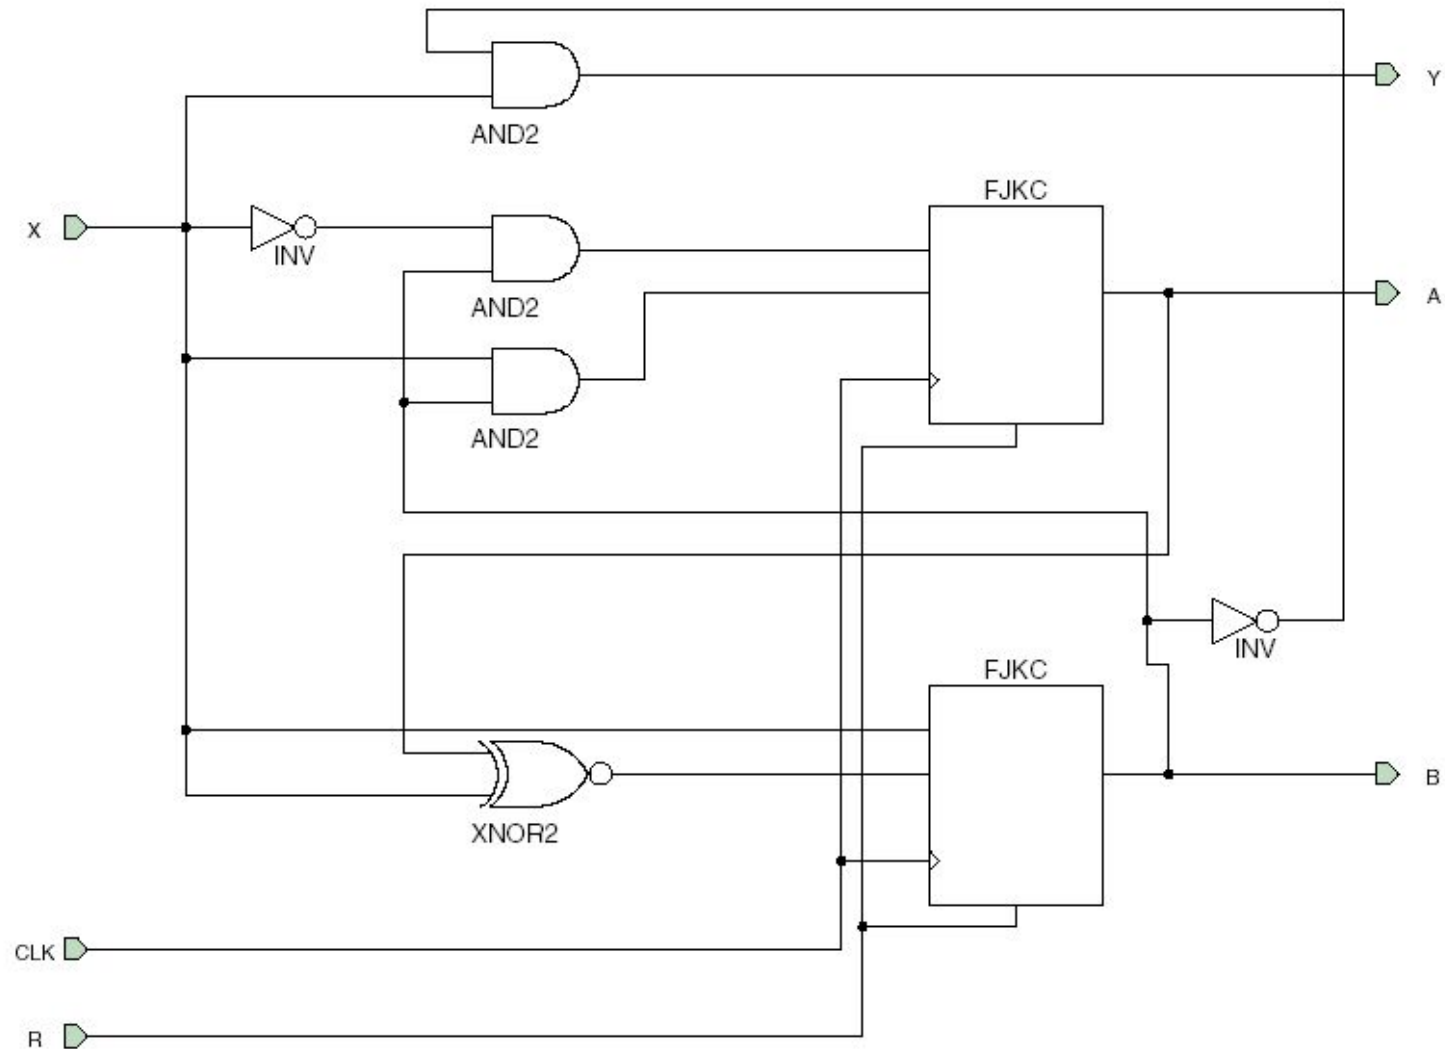 Y
AND2
FJKC
X
INV
AND2
A
AND2
INV
FJKC
B
XNOR2
CLK
R